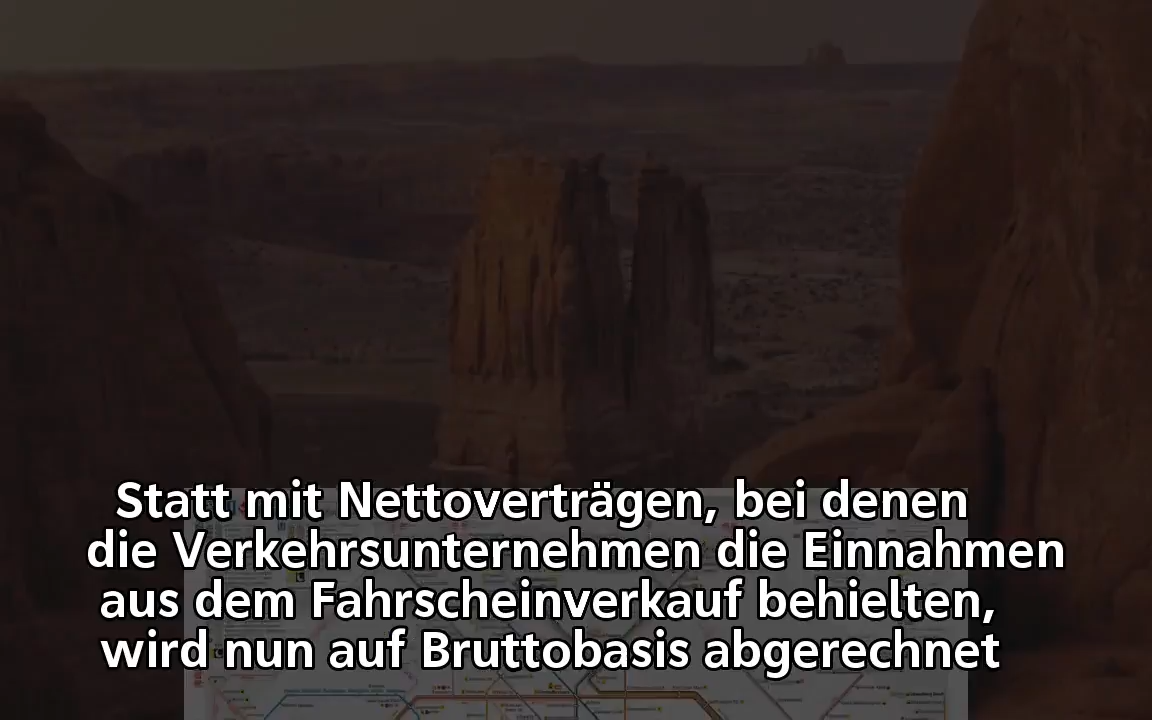 Statt mit Nettoverträgen, bei denen
die Verkehrsunternehmen die Einnahmen
aus dem Fahrscheinverkauf behielten,
wird nun auf Bruttobasis abgerechnet